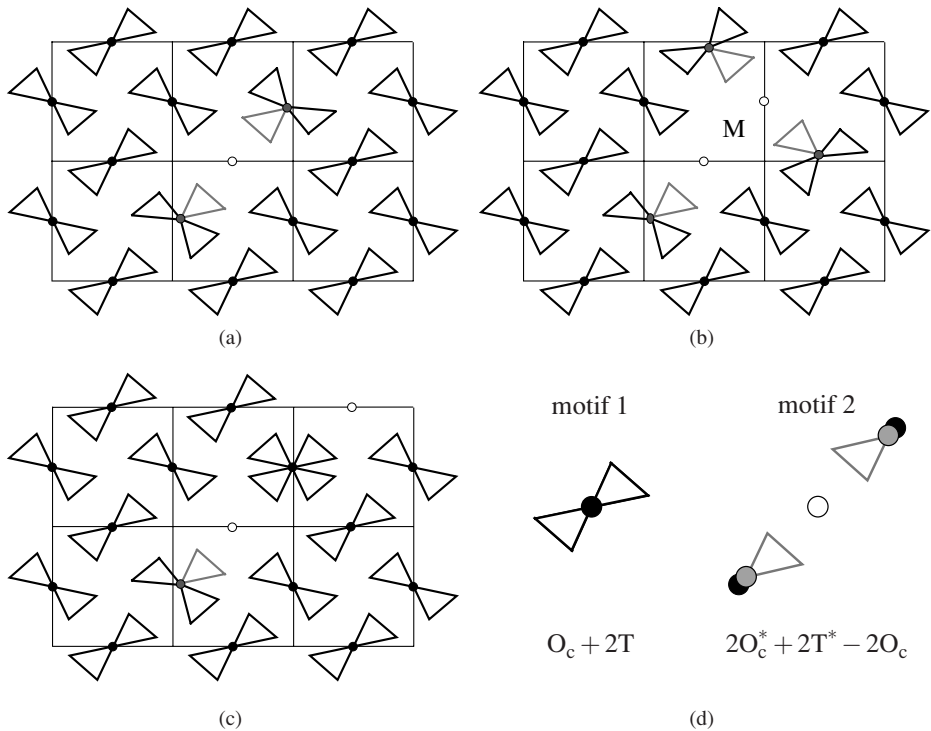 M
(a)
(b)
motif 1
motif 2
O_c + 2T
2O_c^* + 2T^* − 2O_c
(c)
(d)